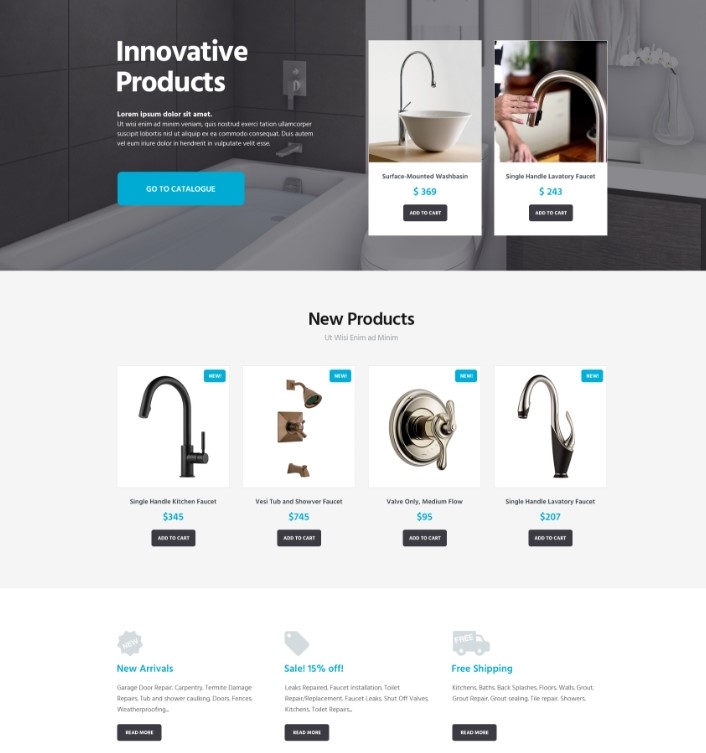 Innovative
Products
Lorem ipsum dolor sit amet.
Ut wisi enim ad minim veniam, quis nostrud exerci tation ullamcorper
suscipit lobortis nisl ut aliquip ex ea commodo consequat. Duis autem
vel eum iriure dolor in hendrerit in vulputate velit esse.
GO TO CATALOGUE
Surface-Mounted Washbasin
$ 369
ADD TO CART
Single Handle Lavatory Faucet
$ 243
ADD TO CART
New Products
Ut Wisi Enim ad Minim
NEW!
Single Handle Kitchen Faucet
$345
ADD TO CART
NEW!
Vesi Tub and Showver Faucet
$745
ADD TO CART
NEW!
Valve Only, Medium Flow
$95
ADD TO CART
NEW!
Single Handle Lavatory Faucet
$207
ADD TO CART
NEW
New Arrivals
Garage Door Repair, Carpentry, Termite Damage
Repairs, Tub and shower caulking, Doors, Fences,
Weatherproofing...
READ MORE
Sale! 15% off!
Leaks Repaired, Faucet Installation, Toilet
Repair/Replacement, Faucet Leaks, Shut Off Valves,
Kitchens, Toilet Repairs...
READ MORE
FREE
Free Shipping
Kitchens, Baths, Back Splashes, Floors, Walls, Grout,
Grout Repair, Grout sealing, Tile repair, Showers.
READ MORE